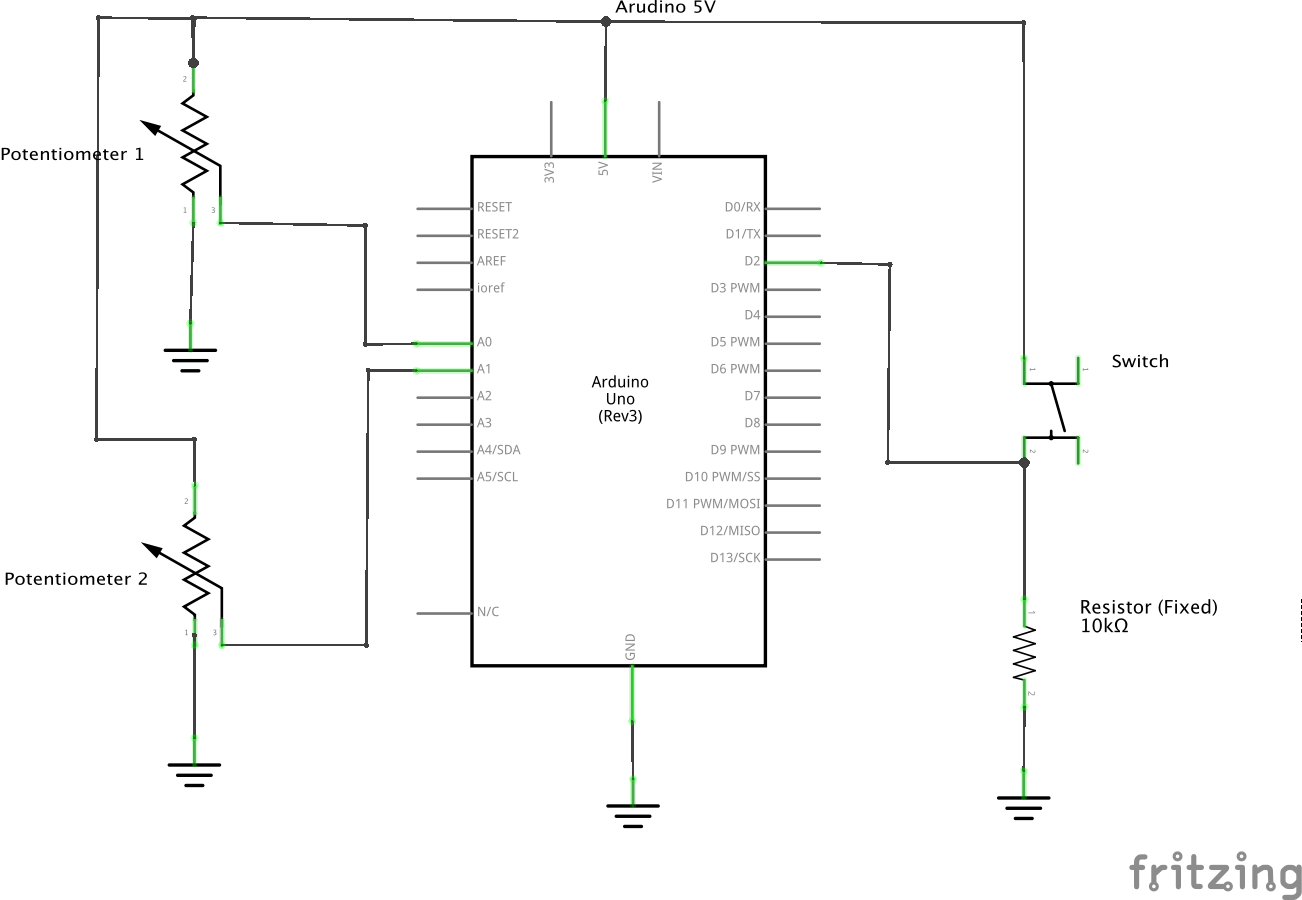 Arudino 5V
2
Potentiometer 1
1
3
3V3
5V
VIN
RESET
RESET2
AREF
ioref
A0
A1
A2
A3
A4/SDA
A5/SCL
N/C
D0/RX
D1/TX
D2
D3 PWM
D4
D5 PWM
D6 PWM
D7
D8
D9 PWM
D10 PWM/SS
D11 PWM/MOSI
D12/MISO
D13/SCK
Arduino
Uno
(Rev3)
GND
1
1
Switch
2
2
2
Potentiometer 2
1
3
1
Resistor (Fixed)
10kΩ
2
fritzing